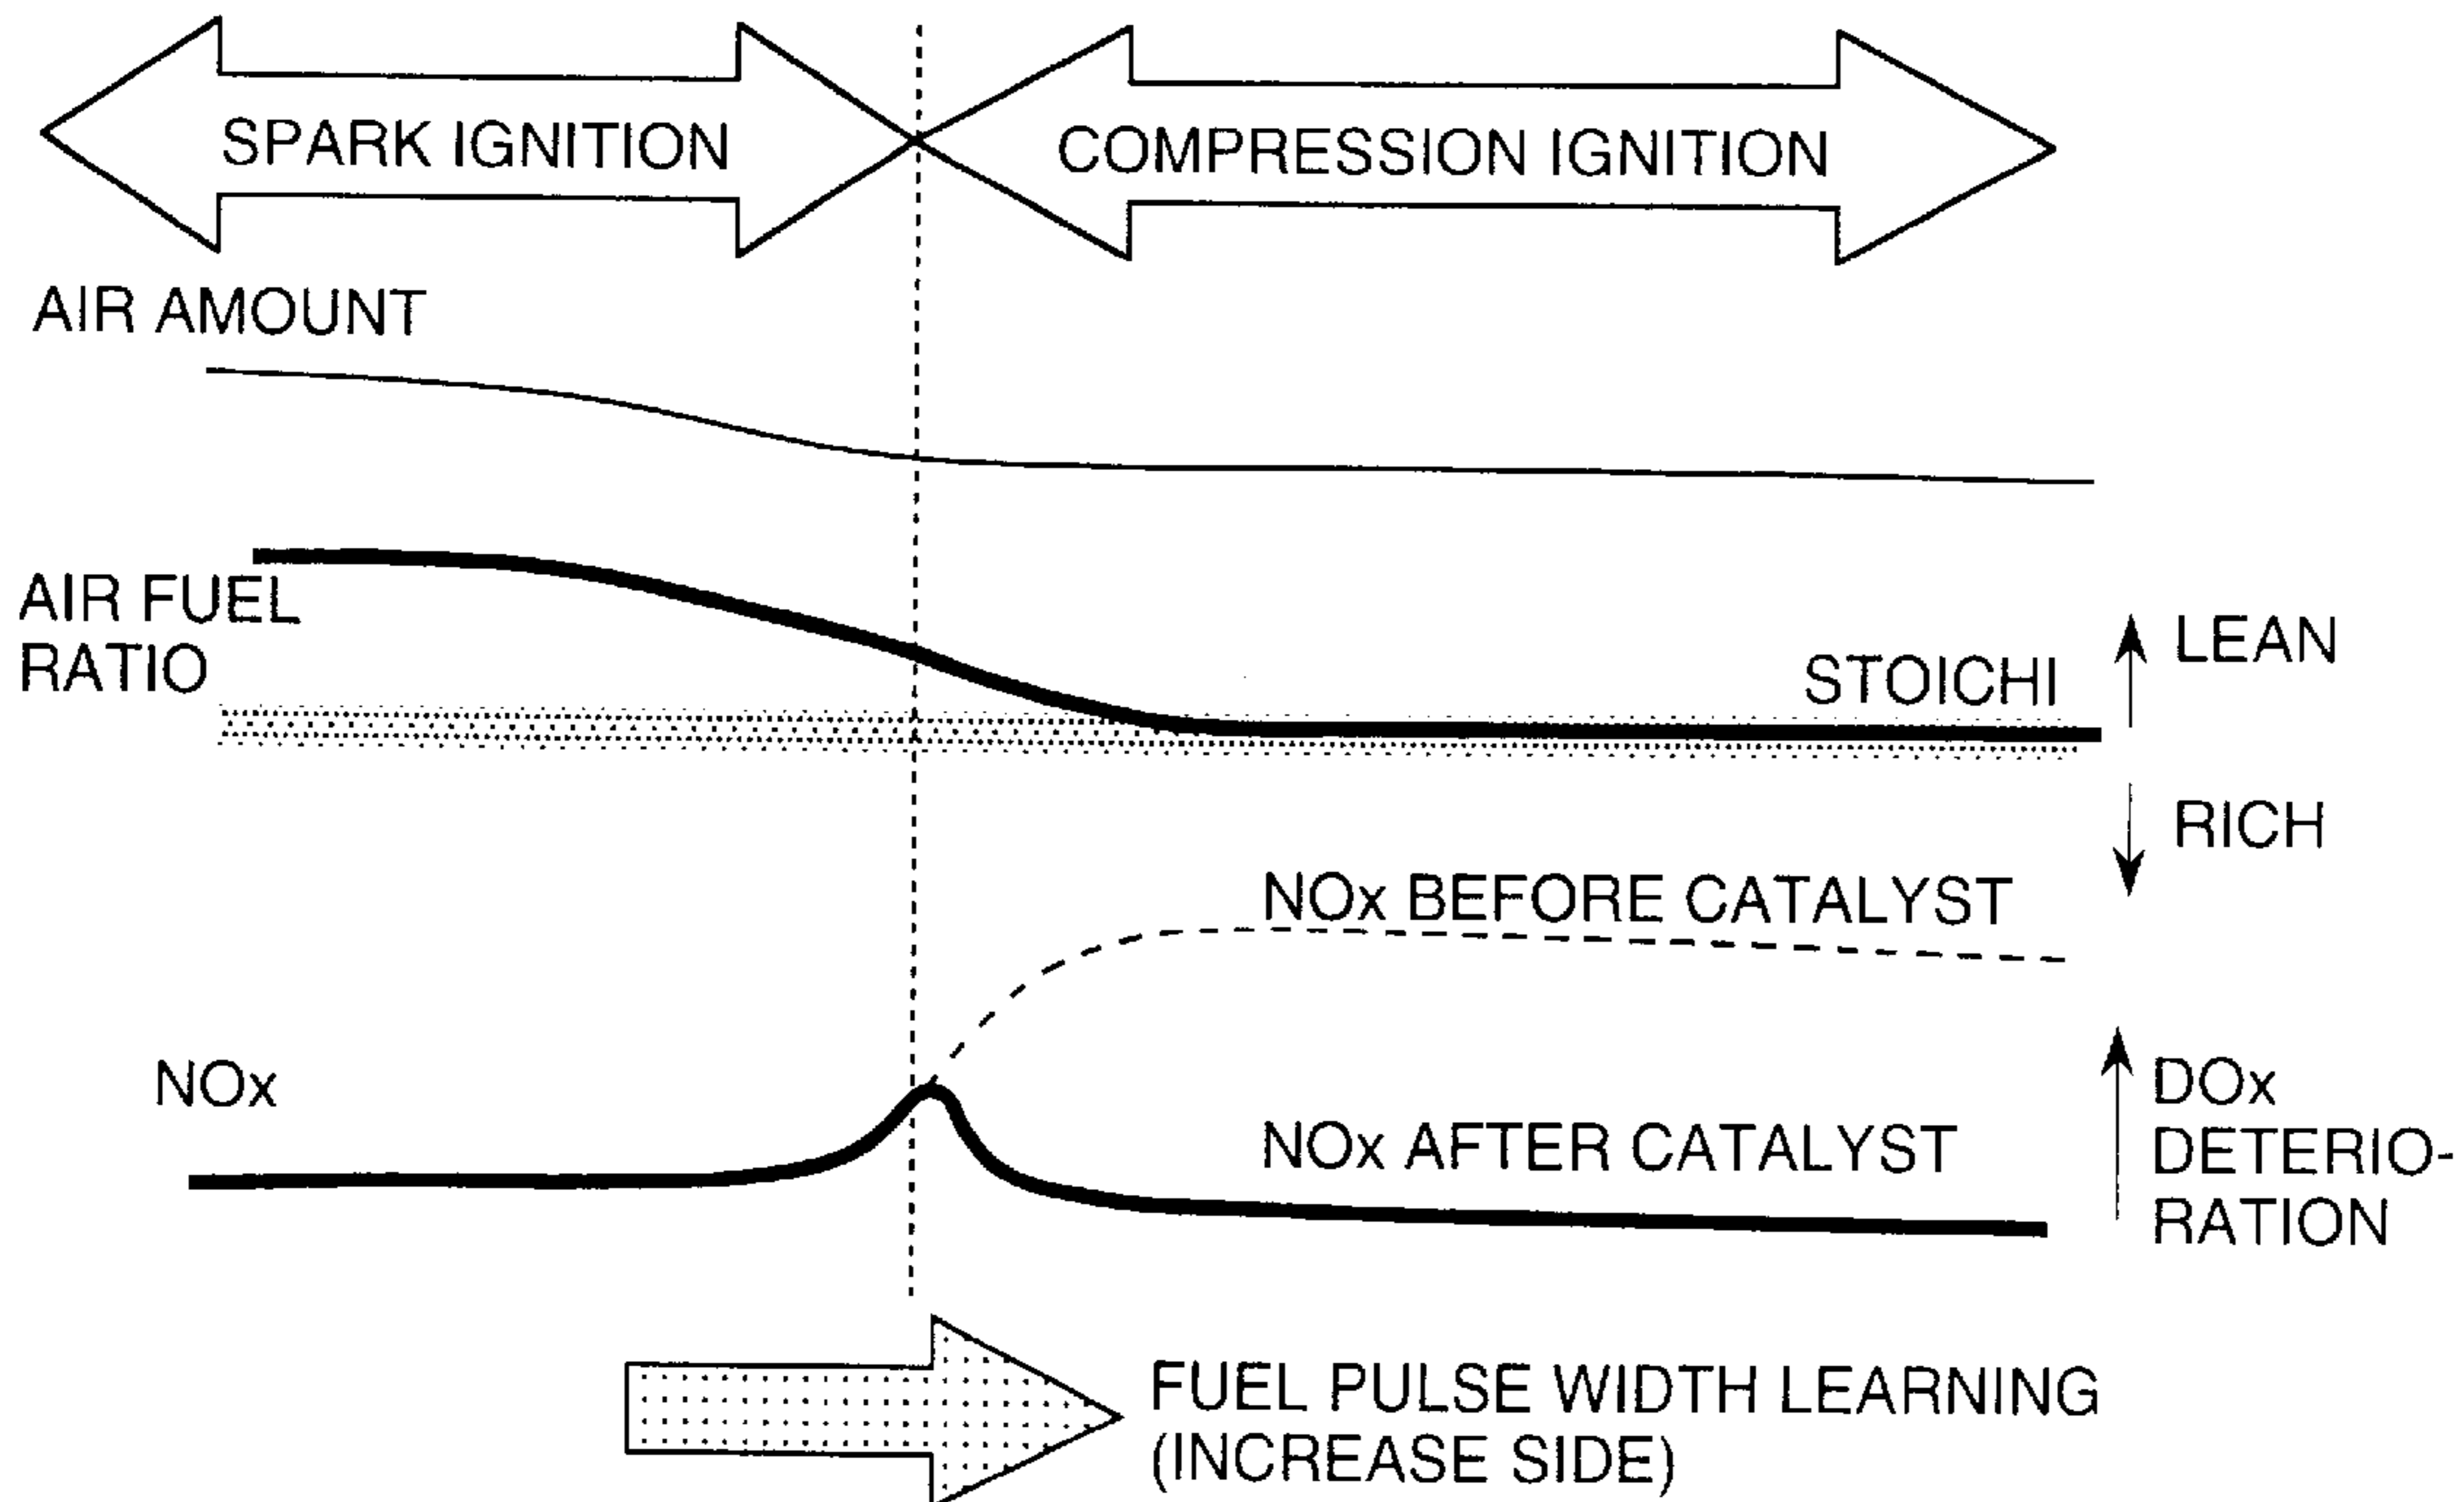 SPARK IGNITION
COMPRESSION IGNITION
AIR AMOUNT
AIR FUEL
RATIO
STOICHI
LEAN
RICH
NOx BEFORE CATALYST
NOx
NOx AFTER CATALYST
DOx
DETERIO-
RATION
FUEL PULSE WIDTH LEARNING
(INCREASE SIDE)